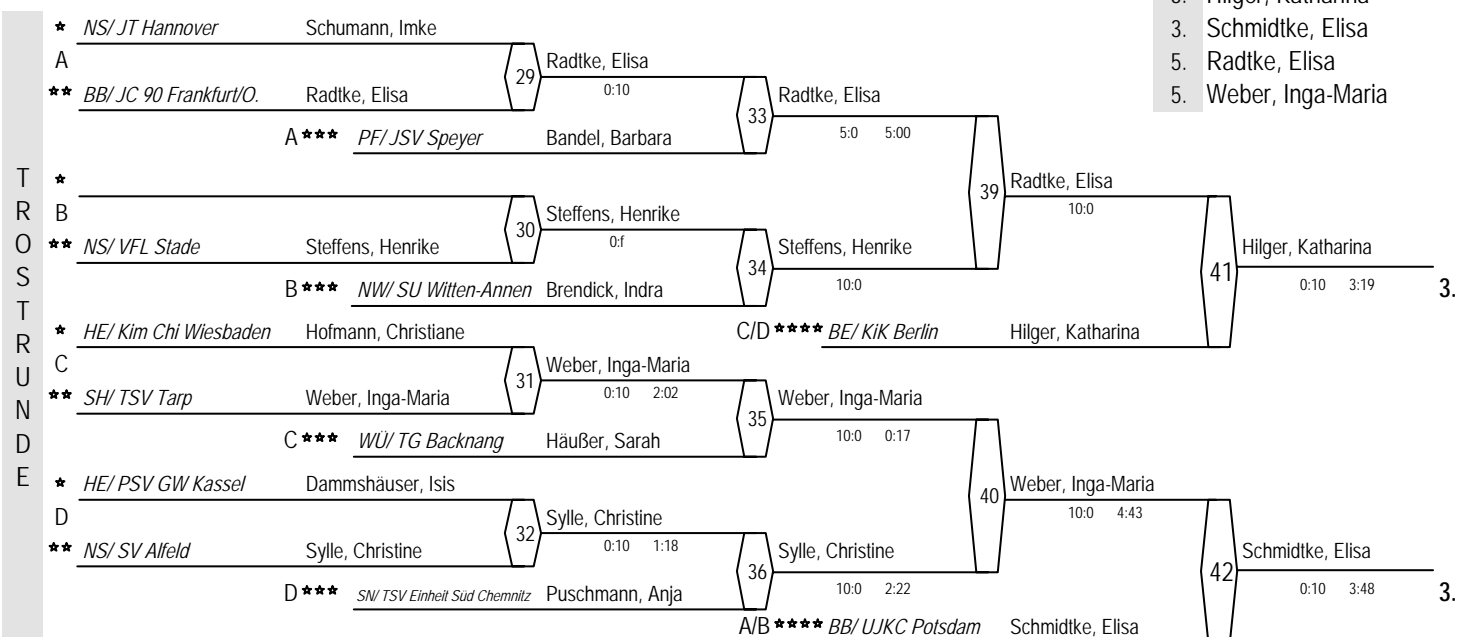 3. Hilger, Katharina
★ NS/ JT Hannover Schumann, Imke
3. Schmidtke, Elisa
A
29 Radtke, Elisa
5. Radtke, Elisa
★★ BB/ JC 90 Frankfurt/O. Radtke, Elisa
0:10
33 Radtke, Elisa
5. Weber, Inga-Maria
A ★★★ PF/ JSV Speyer Bandel, Barbara
5:0 5:00
TROSTRUNDE
★
39 Radtke, Elisa
10:0
B
30 Steffens, Henrike
0:f
★★ NS/ VFL Stade Steffens, Henrike
34 Steffens, Henrike
10:0
41 Hilger, Katharina
0:10 3:19 3.
B ★★★ NW/ SU Witten-Annen Brendick, Indra
★ HE/ Kim Chi Wiesbaden Hofmann, Christiane
C/D ★★★★ BE/ KiK Berlin Hilger, Katharina
C
31 Weber, Inga-Maria
0:10 2:02
★★ SH/ TSV Tarp Weber, Inga-Maria
35 Weber, Inga-Maria
10:0 0:17
C ★★★ WÜ/ TG Backnang Häußer, Sarah
★ HE/ PSV GW Kassel Dammshäuser, Isis
40 Weber, Inga-Maria
10:0 4:43
D
32 Sylle, Christine
0:10 1:18
★★ NS/ SV Alfeld Sylle, Christine
36 Sylle, Christine
10:0 2:22
42 Schmidtke, Elisa
0:10 3:48 3.
D ★★★ SN/ TSV Einheit Süd Chemnitz Puschmann, Anja
A/B ★★★★ BB/ UJKC Potsdam Schmidtke, Elisa